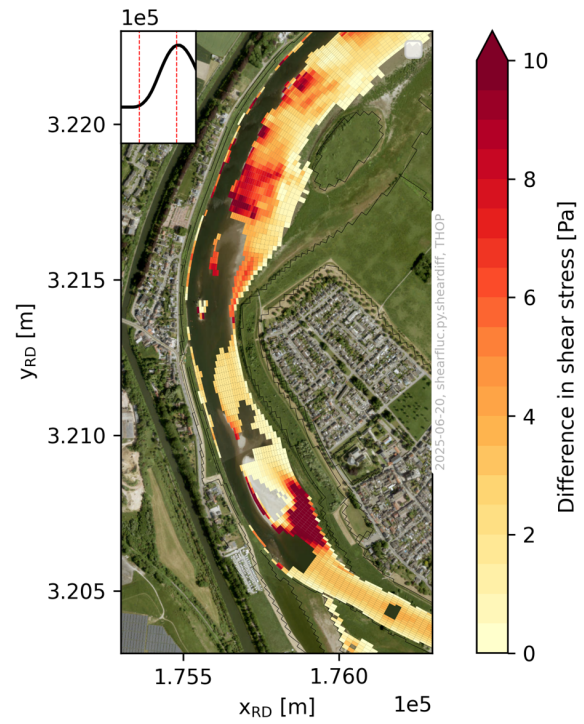 1e5
3.220
3.215
3.210
3.205
y_RD [m]
1.755
1.760
x_RD [m]
1e5
2025-06-20, shearfluc.py.sheardiff, THOP
10
8
6
4
2
0
Difference in shear stress [Pa]